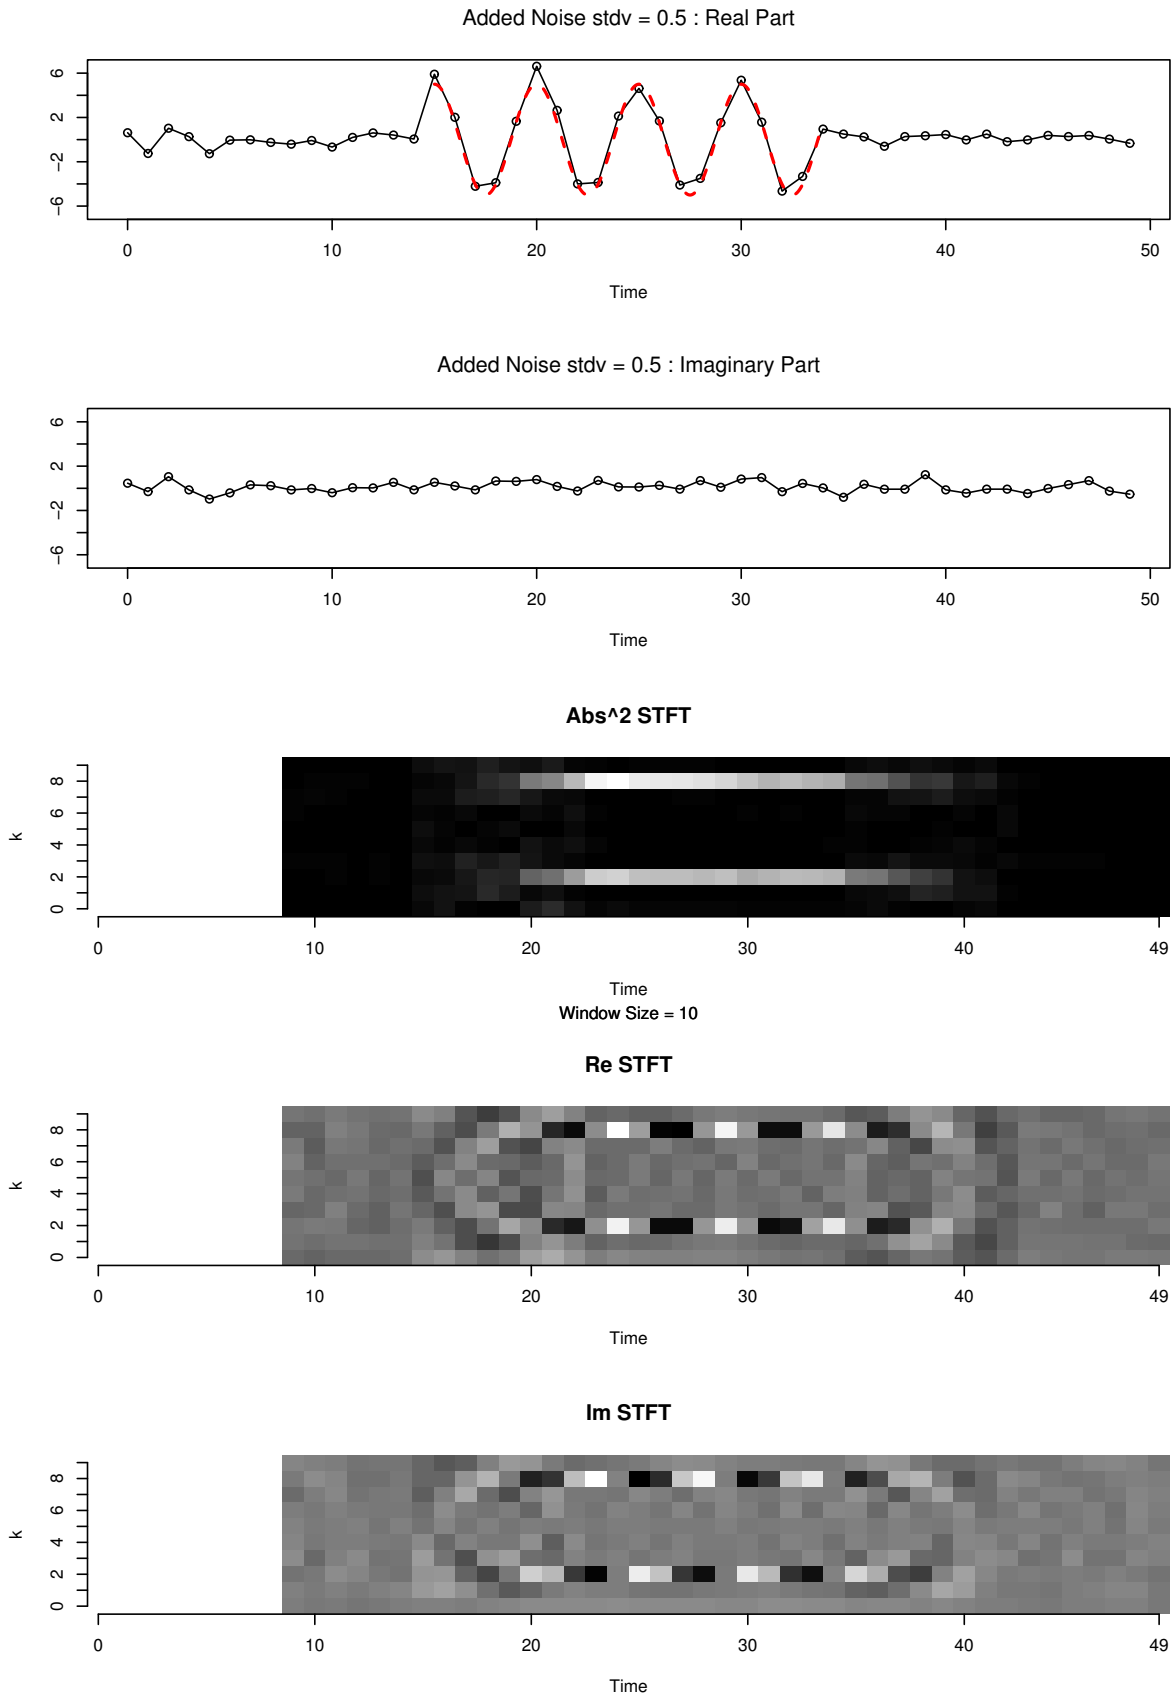 Added Noise stdv = 0.5 : Real Part
6
2
−2
−6
0 10 20 30 40 50
Time
Added Noise stdv = 0.5 : Imaginary Part
6
2
−2
−6
0 10 20 30 40 50
Time
Abs^2 STFT
8
6
4
2
0
k
0 10 20 30 40 49
Time
Window Size = 10
Re STFT
8
6
4
2
0
k
0 10 20 30 40 49
Time
Im STFT
8
6
4
2
0
k
0 10 20 30 40 49
Time